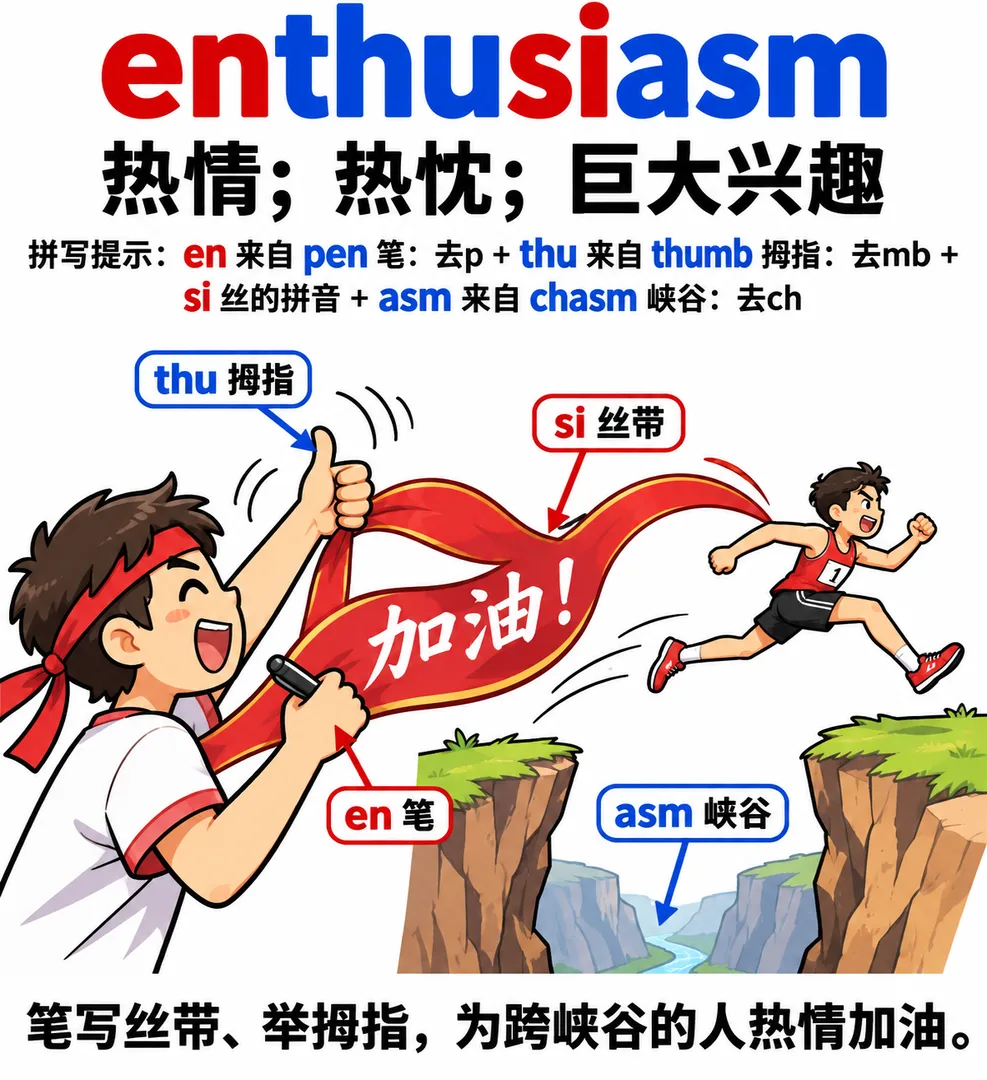 enthusiasm
热情；热忱；巨大兴趣
拼写提示：en 来自 pen 笔：去p + thu 来自 thumb 拇指：去mb +
si 丝的拼音 + asm 来自 chasm 峡谷：去ch
thu 拇指
si 丝带
加油！
1
en 笔
asm 峡谷
笔写丝带、举拇指，为跨峡谷的人热情加油。